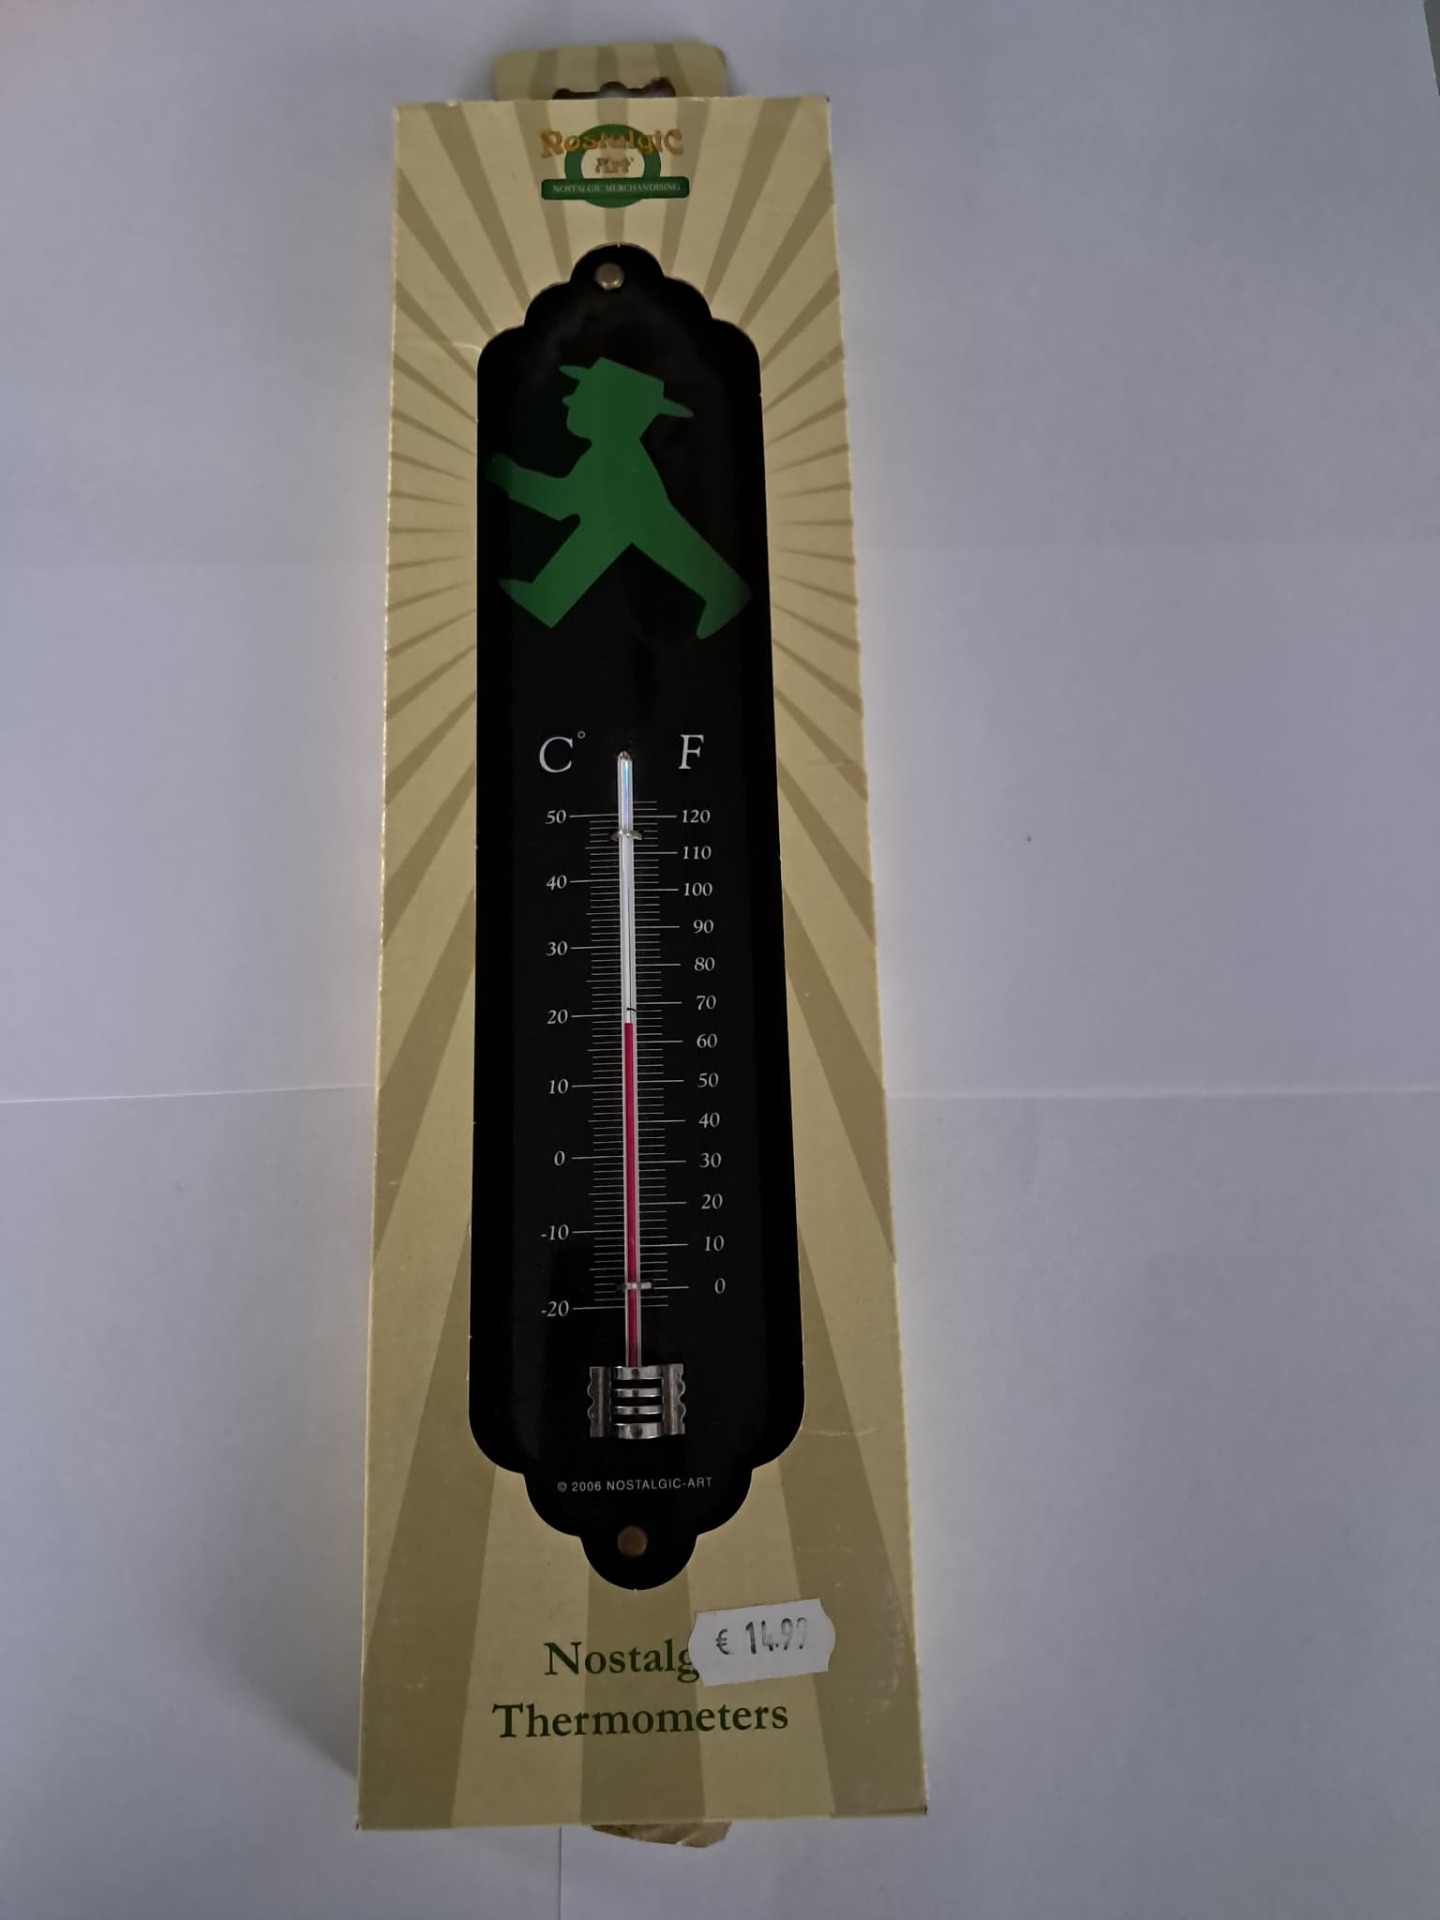 Nostalgic
Art
NOSTALGIC MERCHANDISING
C° F
50 120
110
40 100
90
30 80
70
20
60
10 50
40
0 30
20
-10 10
0
-20
© 2006 NOSTALGIC-ART
€ 14.99
Nostalg
Thermometers